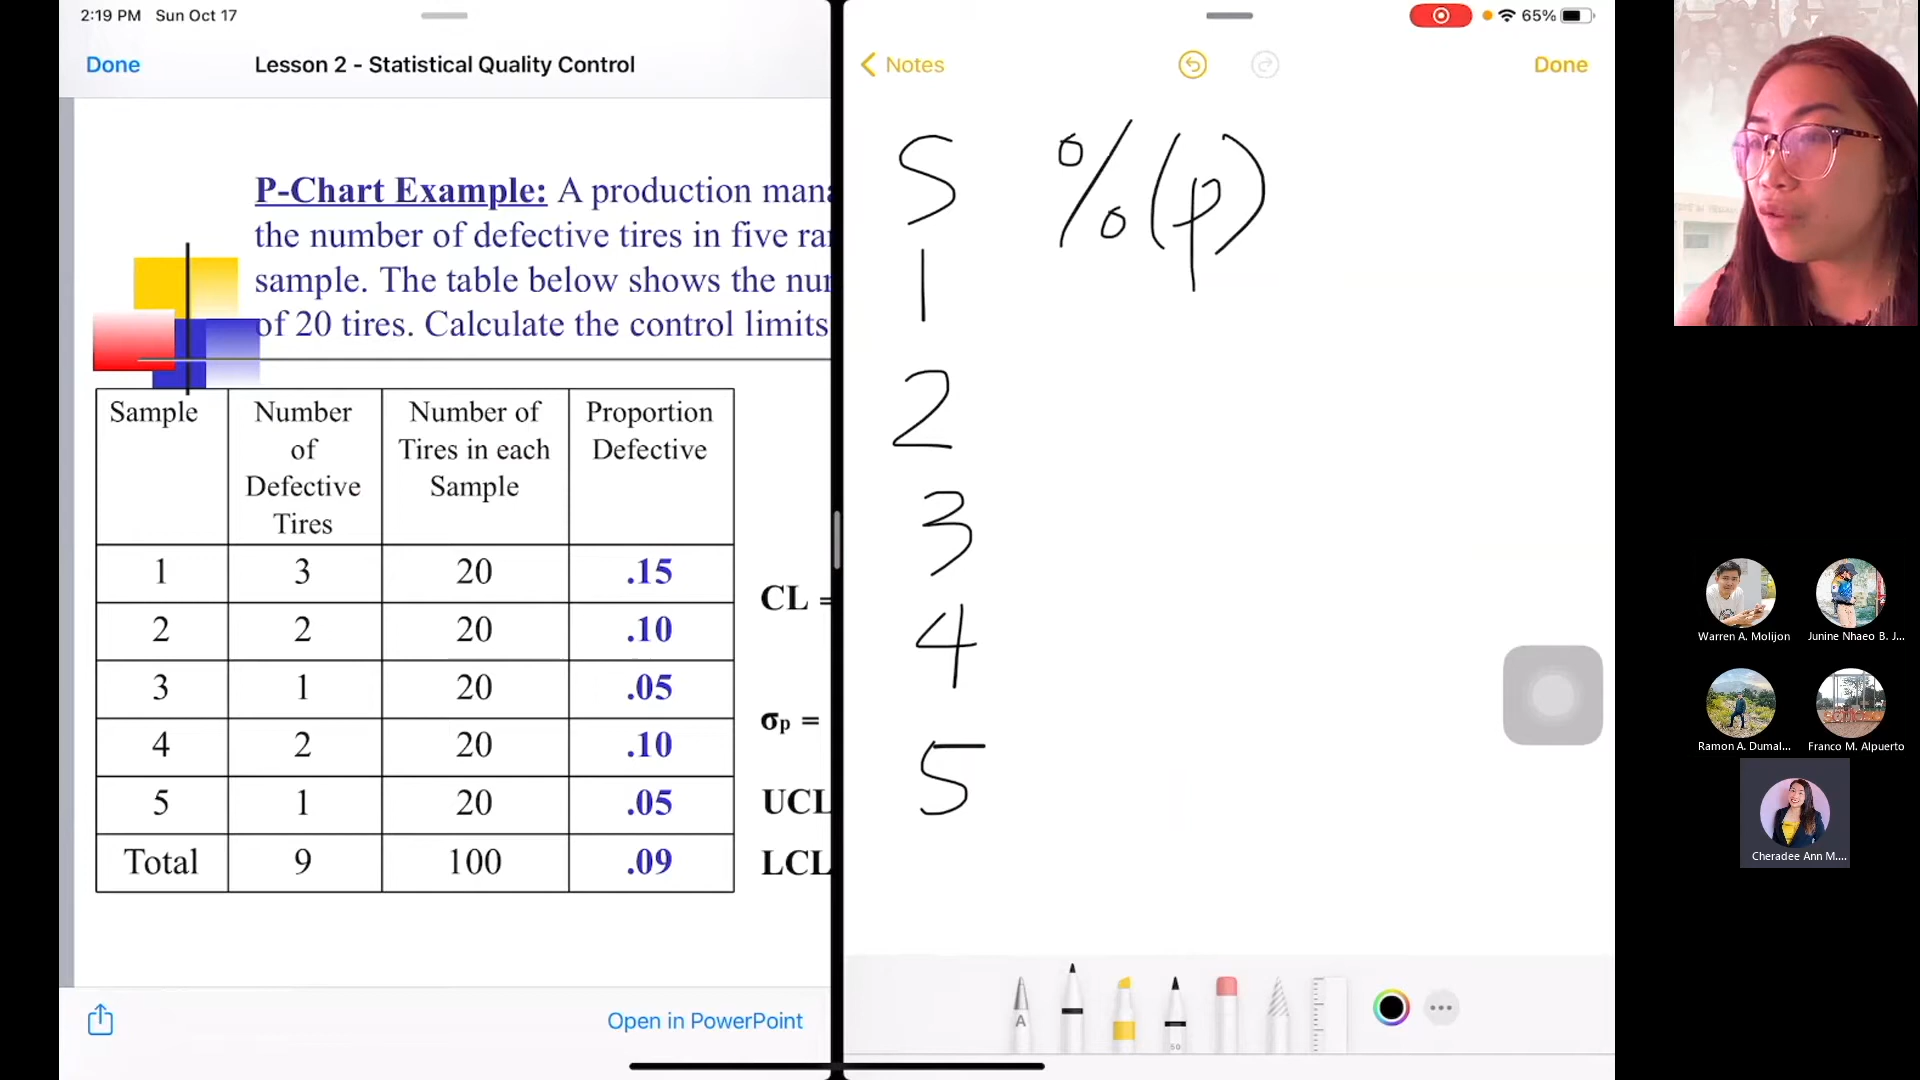 2:19 PM Sun Oct 17
Done
Lesson 2 - Statistical Quality Control
P-Chart Example: A production mana
the number of defective tires in five ra
sample. The table below shows the nu
of 20 tires. Calculate the control limits
Sample Number of Defective Tires Number of Tires in each Sample Proportion Defective
1 3 20 .15
2 2 20 .10
3 1 20 .05
4 2 20 .10
5 1 20 .05
Total 9 100 .09
CL =
σp =
UCL
LCL
Open in PowerPoint
65%
Notes
Done
S %(p)
1
2
3
4
5
A
50
Warren A. Molijon
Junine Nhaeo B. J...
Ramon A. Dumal...
Franco M. Alpuerto
Cheradee Ann M....